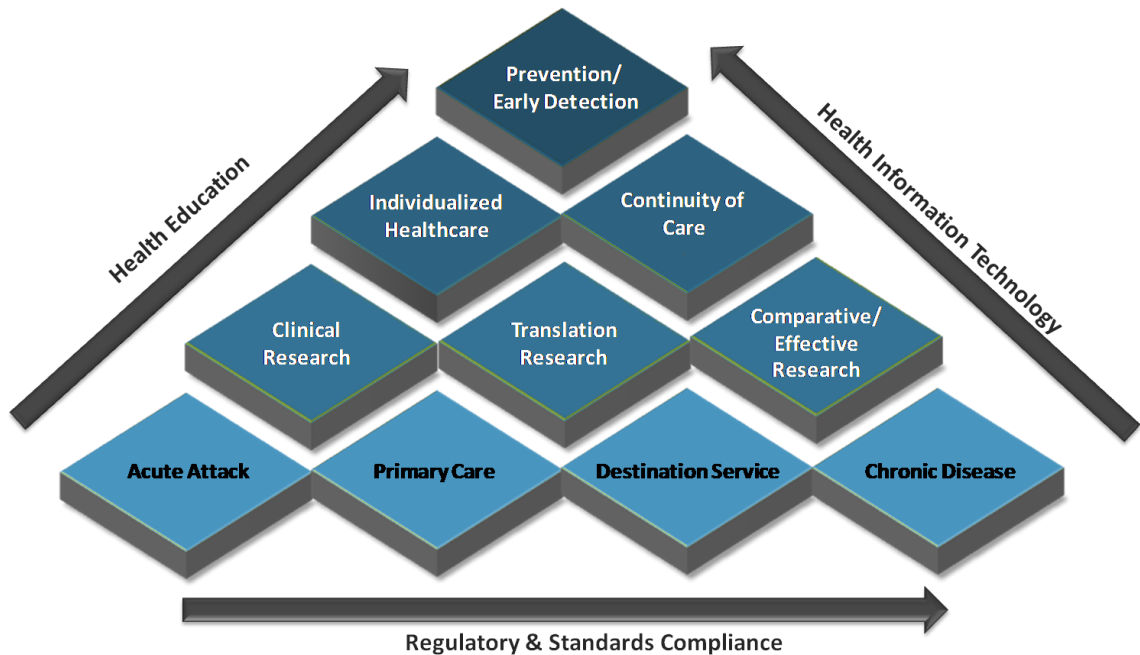 Prevention/
Early Detection
Health Education
Health Information Technology
Individualized
Healthcare
Continuity of
Care
Clinical
Research
Translation
Research
Comparative/
Effective
Research
Acute Attack
Primary Care
Destination Service
Chronic Disease
Regulatory & Standards Compliance